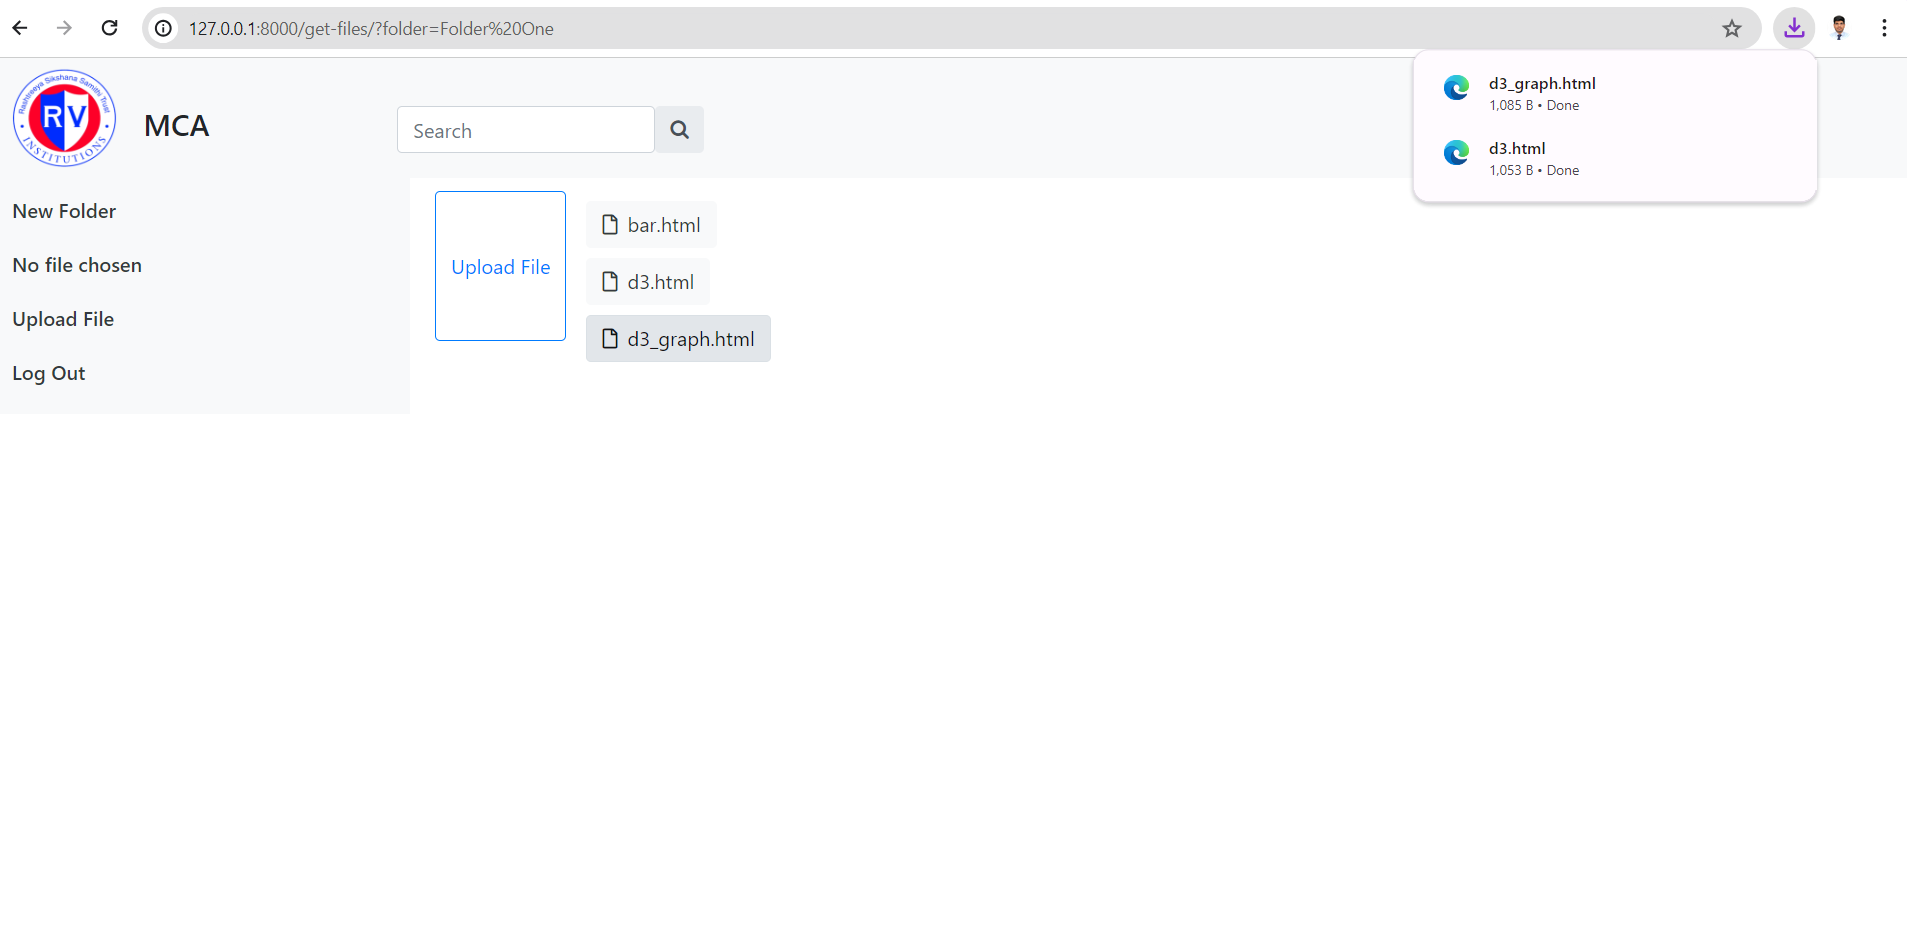 127.0.0.1:8000/get-files/?folder=Folder%20One
d3_graph.html
1,085 B • Done
d3.html
1,053 B • Done
Rashtreeya Sikshana Samithi Trust
RV
INSTITUTIONS
MCA
Search
New Folder
No file chosen
Upload File
Log Out
Upload File
bar.html
d3.html
d3_graph.html